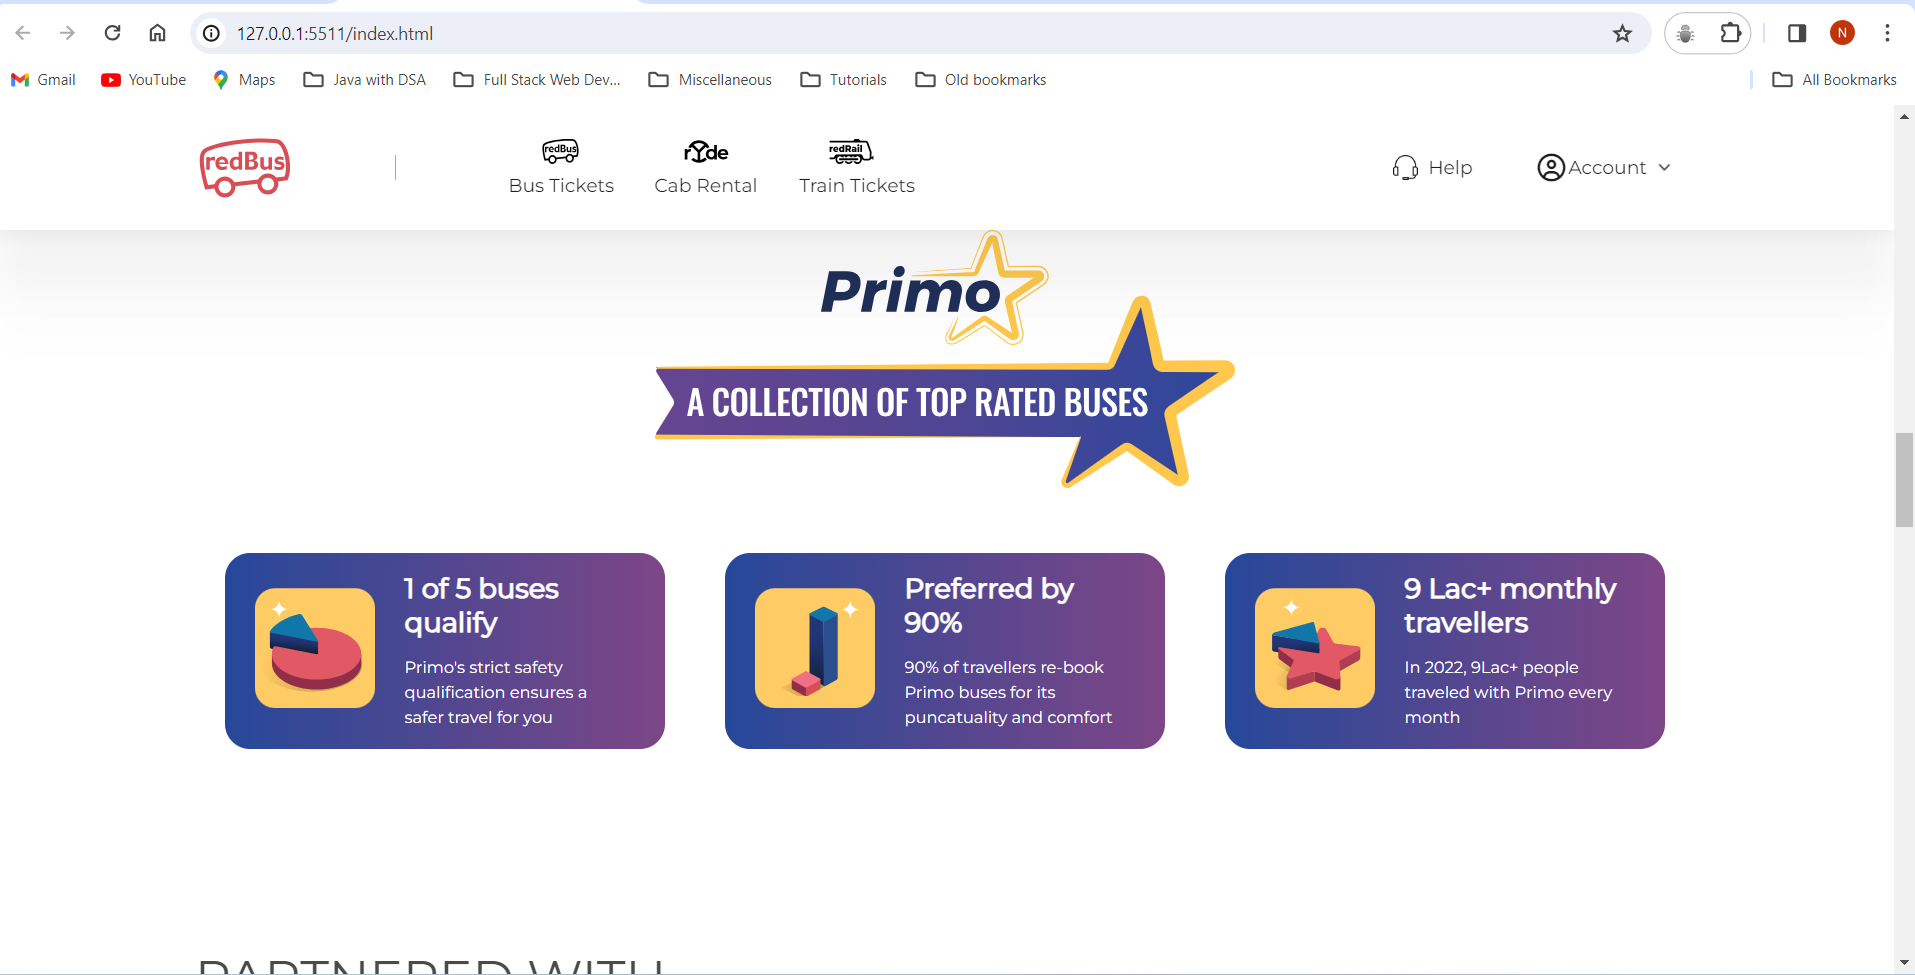 127.0.0.1:5511/index.html
N
Gmail YouTube Maps Java with DSA Full Stack Web Dev... Miscellaneous Tutorials Old bookmarks All Bookmarks
redBus
redBus ryde redRail
Bus Tickets Cab Rental Train Tickets
Help Account
Primo
A COLLECTION OF TOP RATED BUSES
1 of 5 buses
qualify
Primo's strict safety
qualification ensures a
safer travel for you
Preferred by
90%
90% of travellers re-book
Primo buses for its
puncatuality and comfort
9 Lac+ monthly
travellers
In 2022, 9Lac+ people
traveled with Primo every
month
PARTNERED WITH